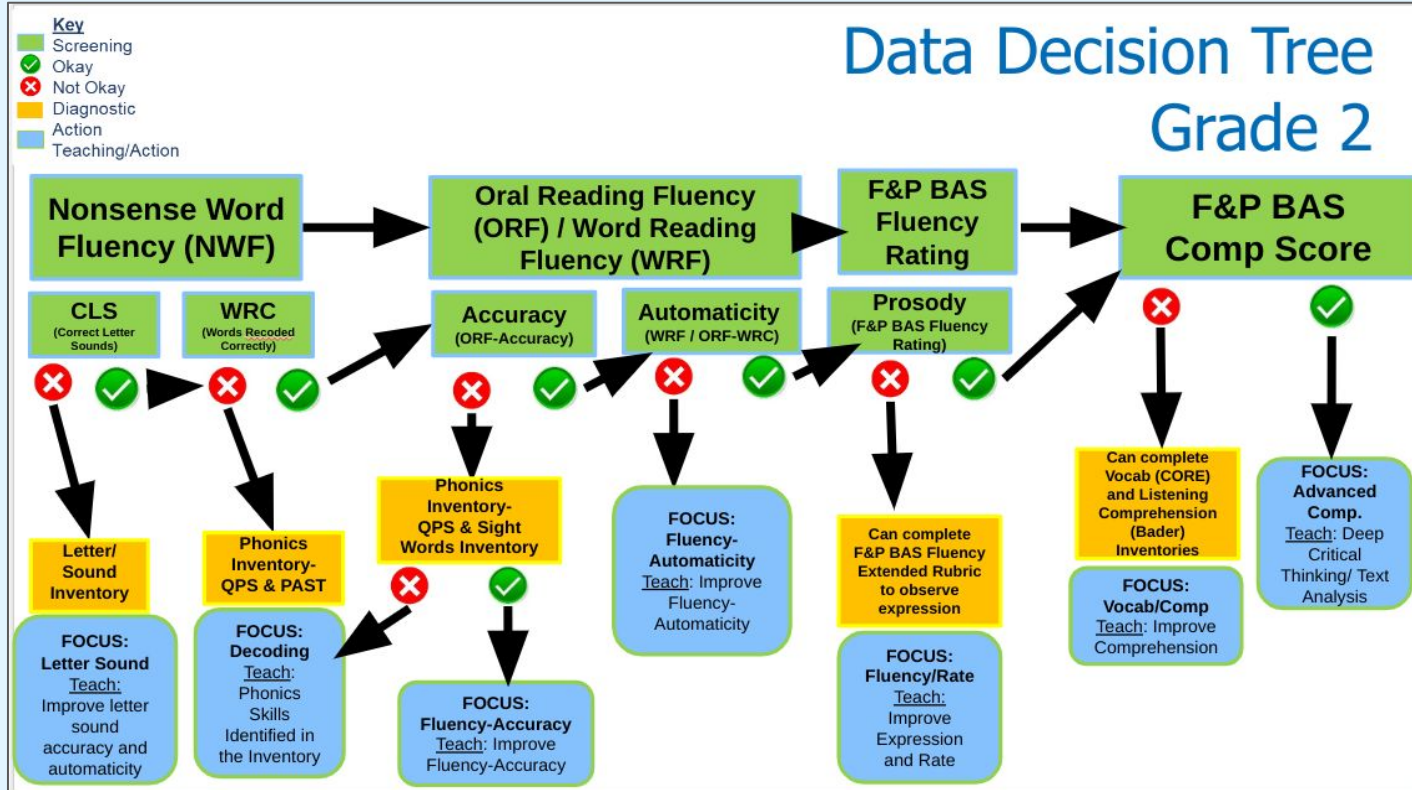 Key
Screening
Okay
Not Okay
Diagnostic
Action
Teaching/Action
Data Decision Tree
Grade 2
Nonsense Word
Fluency (NWF)
Oral Reading Fluency
(ORF) / Word Reading
Fluency (WRF)
F&P BAS
Fluency
Rating
F&P BAS
Comp Score
CLS
(Correct Letter
Sounds)
WRC
(Words Recoded
Correctly)
Accuracy
(ORF-Accuracy)
Automaticity
(WRF / ORF-WRC)
Prosody
(F&P BAS Fluency
Rating)
Letter/
Sound
Inventory
FOCUS:
Letter Sound
Teach:
Improve letter
sound
accuracy and
automaticity
Phonics
Inventory-
QPS & PAST
FOCUS:
Decoding
Teach:
Phonics
Skills
Identified in
the Inventory
Phonics
Inventory-
QPS & Sight
Words Inventory
FOCUS:
Fluency-Accuracy
Teach: Improve
Fluency-Accuracy
FOCUS:
Fluency-
Automaticity
Teach: Improve
Fluency-
Automaticity
Can complete
F&P BAS Fluency
Extended Rubric
to observe
expression
FOCUS:
Fluency/Rate
Teach:
Improve
Expression
and Rate
Can complete
Vocab (CORE)
and Listening
Comprehension
(Bader)
Inventories
FOCUS:
Vocab/Comp
Teach: Improve
Comprehension
FOCUS:
Advanced
Comp.
Teach: Deep
Critical
Thinking/ Text
Analysis